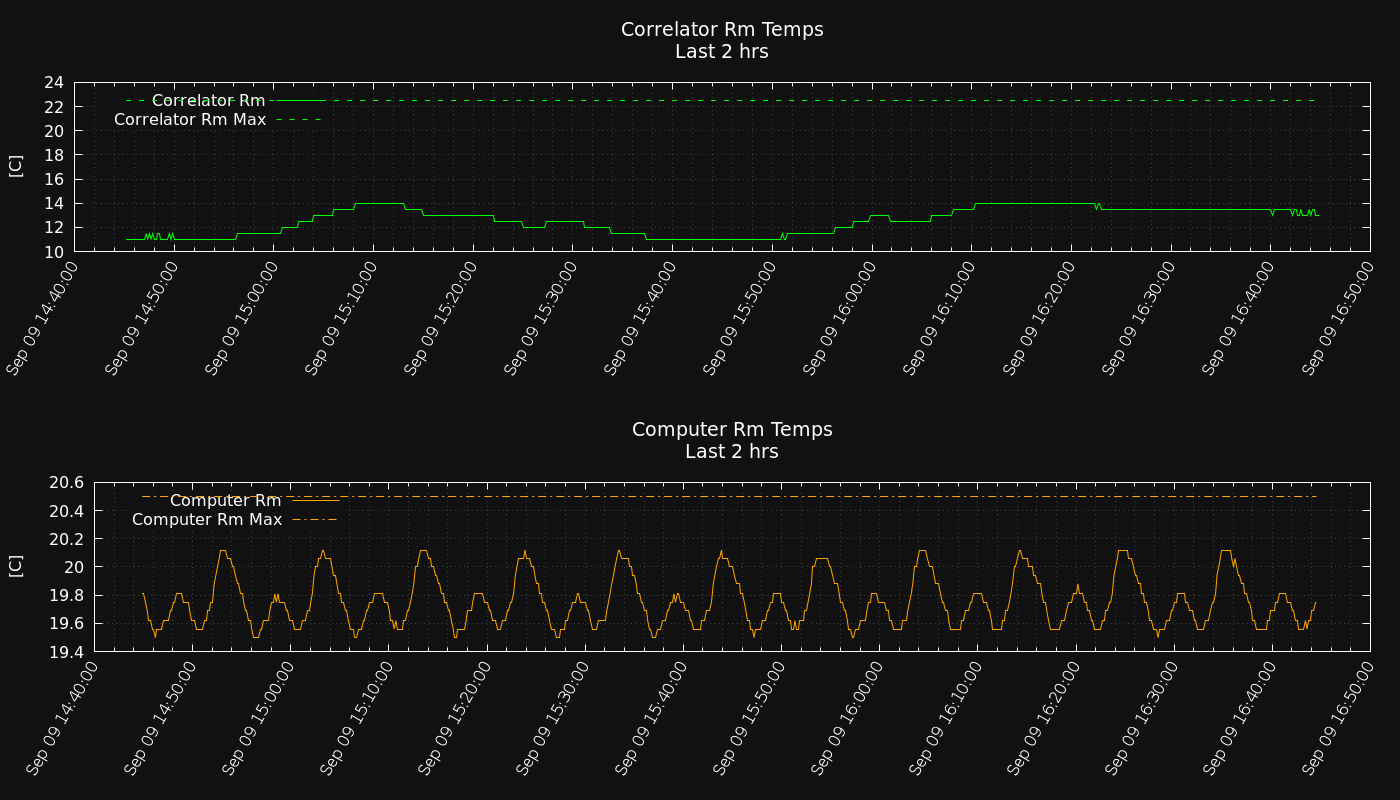 Correlator Rm Temps
Last 2 hrs
24
22
20
18
16
14
12
10
[C]
Correlator Rm
Correlator Rm Max
Sep 09 14:40:00
Sep 09 14:50:00
Sep 09 15:00:00
Sep 09 15:10:00
Sep 09 15:20:00
Sep 09 15:30:00
Sep 09 15:40:00
Sep 09 15:50:00
Sep 09 16:00:00
Sep 09 16:10:00
Sep 09 16:20:00
Sep 09 16:30:00
Sep 09 16:40:00
Sep 09 16:50:00
Computer Rm Temps
Last 2 hrs
20.6
20.4
20.2
20
19.8
19.6
19.4
[C]
Computer Rm
Computer Rm Max
Sep 09 14:40:00
Sep 09 14:50:00
Sep 09 15:00:00
Sep 09 15:10:00
Sep 09 15:20:00
Sep 09 15:30:00
Sep 09 15:40:00
Sep 09 15:50:00
Sep 09 16:00:00
Sep 09 16:10:00
Sep 09 16:20:00
Sep 09 16:30:00
Sep 09 16:40:00
Sep 09 16:50:00